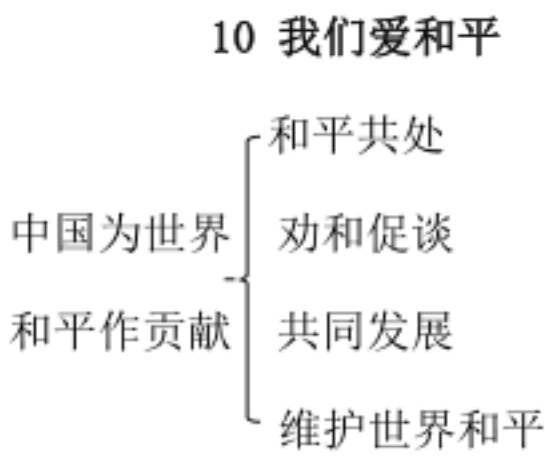 10 我们爱和平
和平共处
中国为世界
劝和促谈
和平作贡献
共同发展
维护世界和平